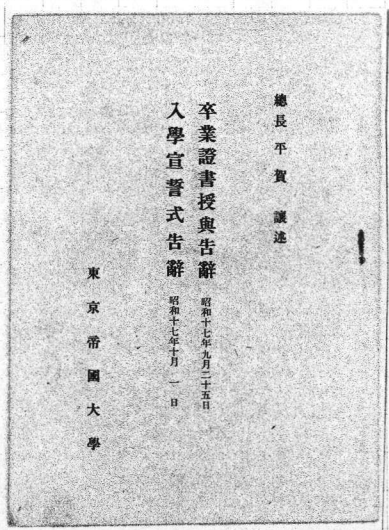 總長 平賀 讓述
卒業證書授與告辭 昭和十七年九月二十五日
入學宣誓式告辭 昭和十七年十月 一 日
東京帝國大學